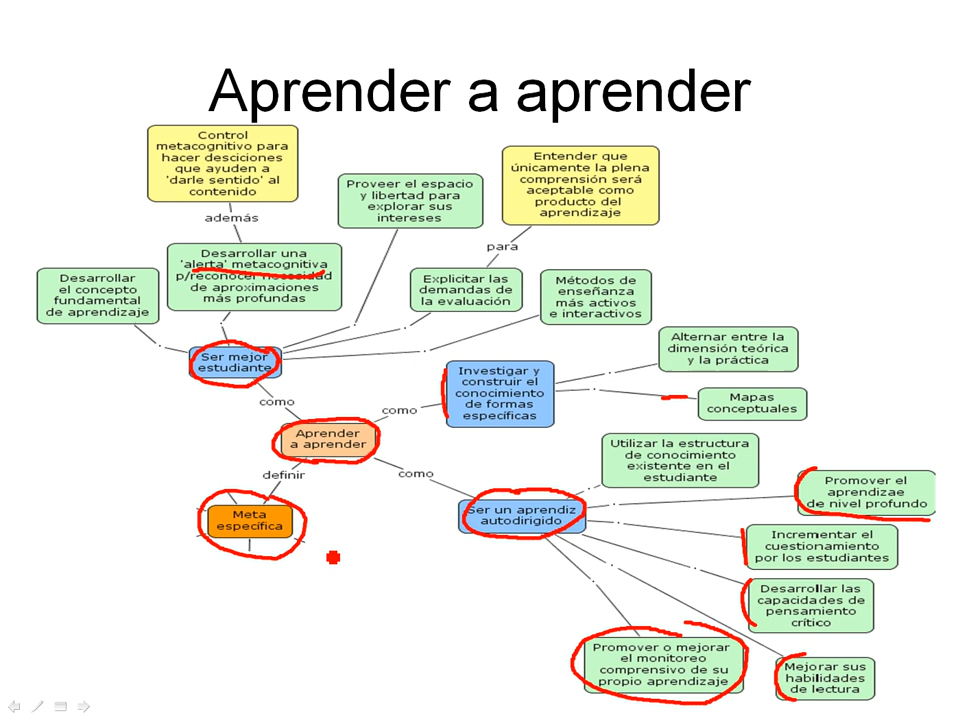 Aprender a aprender
Control
metacognitivo para
hacer desciciones
que ayuden a
'darle sentido' al
contenido
además
Proveer el espacio
y libertad para
explorar sus
intereses
Entender que
únicamente la plena
comprensión será
aceptable como
producto del
aprendizaje
para
Desarrollar
el concepto
fundamental
de aprendizaje
Desarrollar una
'alerta' metacognitiva
p/reconocer necesidad
de aproximaciones
más profundas
Explicitar las
demandas de
la evaluación
Métodos de
enseñanza
más activos
e interactivos
Ser mejor
estudiante
como
Investigar y
construir el
conocimiento
de formas
específicas
Alternar entre la
dimensión teórica
y la práctica
Mapas
conceptuales
como
Aprender
a aprender
definir
como
Meta
específica
Ser un aprendiz
autodirigido
Utilizar la estructura
de conocimiento
existente en el
estudiante
Promover el
aprendizae
de nivel profundo
Incrementar el
cuestionamiento
por los estudiantes
Desarrollar las
capacidades de
pensamiento
crítico
Promover o mejorar
el monitoreo
comprensivo de su
propio aprendizaje
Mejorar sus
habilidades
de lectura